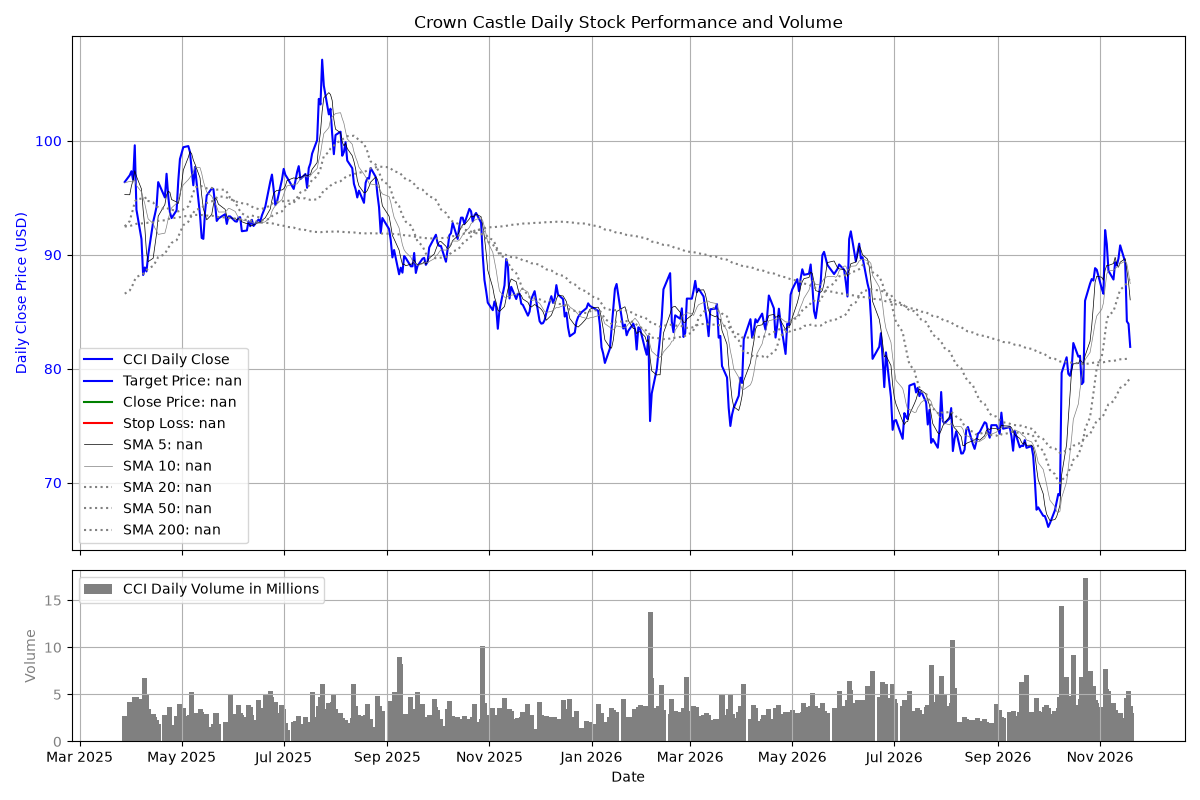 Crown Castle Daily Stock Performance and Volume
Daily Close Price (USD)
100
90
80
70
CCI Daily Close
Target Price: nan
Close Price: nan
Stop Loss: nan
SMA 5: nan
SMA 10: nan
SMA 20: nan
SMA 50: nan
SMA 200: nan
CCI Daily Volume in Millions
Volume
15
10
5
0
Mar 2025 May 2025 Jul 2025 Sep 2025 Nov 2025 Jan 2026 Mar 2026 May 2026 Jul 2026 Sep 2026 Nov 2026
Date